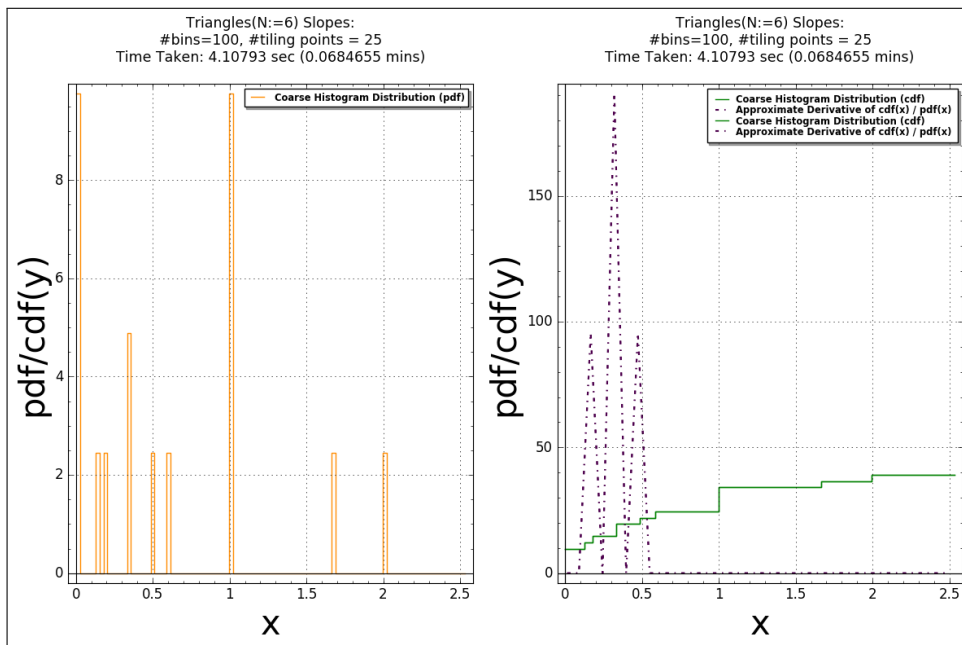 Triangles(N:=6) Slopes:
#bins=100, #tiling points = 25
Time Taken: 4.10793 sec (0.0684655 mins)
Coarse Histogram Distribution (pdf)
pdf/cdf(y)
8
6
4
2
0
0
0.5
1
1.5
2
2.5
x
Triangles(N:=6) Slopes:
#bins=100, #tiling points = 25
Time Taken: 4.10793 sec (0.0684655 mins)
Coarse Histogram Distribution (cdf)
Approximate Derivative of cdf(x) / pdf(x)
Coarse Histogram Distribution (cdf)
Approximate Derivative of cdf(x) / pdf(x)
pdf/cdf(y)
150
100
50
0
0
0.5
1
1.5
2
2.5
x